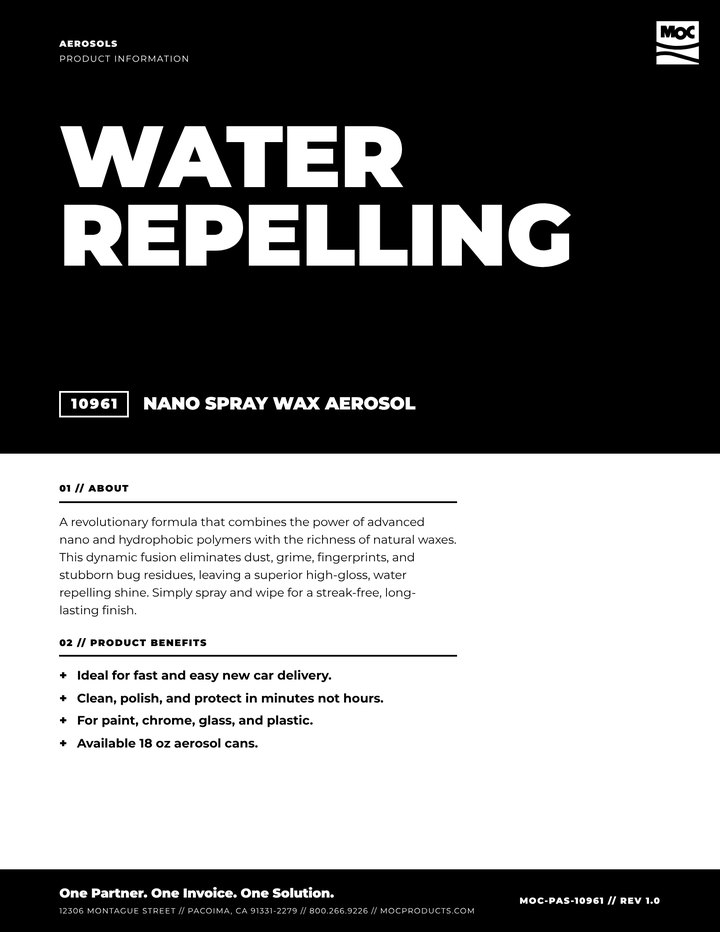 AEROSOLS
PRODUCT INFORMATION
MOC
WATER
REPELLING
10961 NANO SPRAY WAX AEROSOL
01 // ABOUT
A revolutionary formula that combines the power of advanced
nano and hydrophobic polymers with the richness of natural waxes.
This dynamic fusion eliminates dust, grime, fingerprints, and
stubborn bug residues, leaving a superior high-gloss, water
repelling shine. Simply spray and wipe for a streak-free, long-
lasting finish.
02 // PRODUCT BENEFITS
+ Ideal for fast and easy new car delivery.
+ Clean, polish, and protect in minutes not hours.
+ For paint, chrome, glass, and plastic.
+ Available 18 oz aerosol cans.
One Partner. One Invoice. One Solution.
12306 MONTAGUE STREET // PACOIMA, CA 91331-2279 // 800.266.9226 // MOCPRODUCTS.COM
MOC-PAS-10961 // REV 1.0